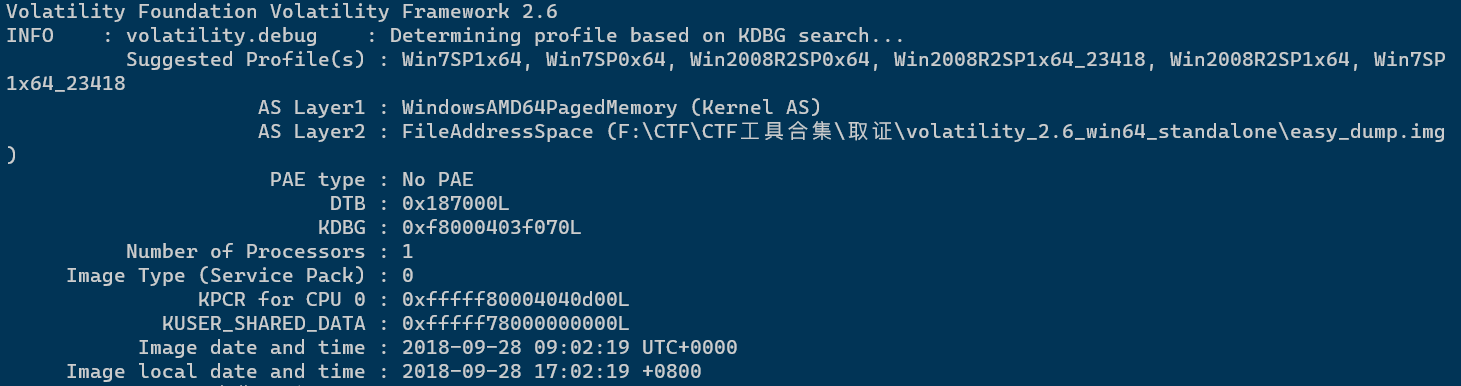 Volatility Foundation Volatility Framework 2.6
INFO    : volatility.debug    : Determining profile based on KDBG search...
          Suggested Profile(s) : Win7SP1x64, Win7SP0x64, Win2008R2SP0x64, Win2008R2SP1x64_23418, Win2008R2SP1x64, Win7SP
1x64_23418
                     AS Layer1 : WindowsAMD64PagedMemory (Kernel AS)
                     AS Layer2 : FileAddressSpace (F:\CTF\CTF工具合集\取证\volatility_2.6_win64_standalone\easy_dump.img
)
                      PAE type : No PAE
                           DTB : 0x187000L
                          KDBG : 0xf8000403f070L
          Number of Processors : 1
     Image Type (Service Pack) : 0
                KPCR for CPU 0 : 0xfffff80004040d00L
             KUSER_SHARED_DATA : 0xfffff78000000000L
           Image date and time : 2018-09-28 09:02:19 UTC+0000
     Image local date and time : 2018-09-28 17:02:19 +0800